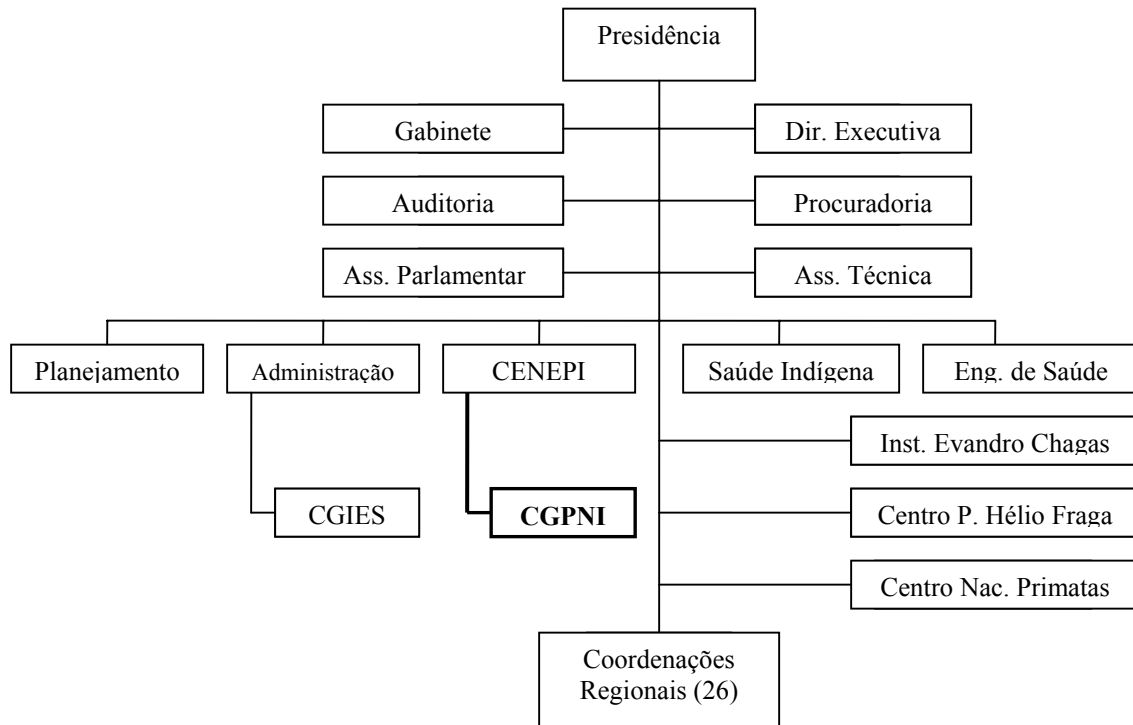 Presidência
Gabinete
Dir. Executiva
Auditoria
Procuradoria
Ass. Parlamentar
Ass. Técnica
Planejamento
Administração
CENEPI
Saúde Indígena
Eng. de Saúde
Inst. Evandro Chagas
CGIES
CGPNI
Centro P. Hélio Fraga
Centro Nac. Primatas
Coordenações
Regionais (26)